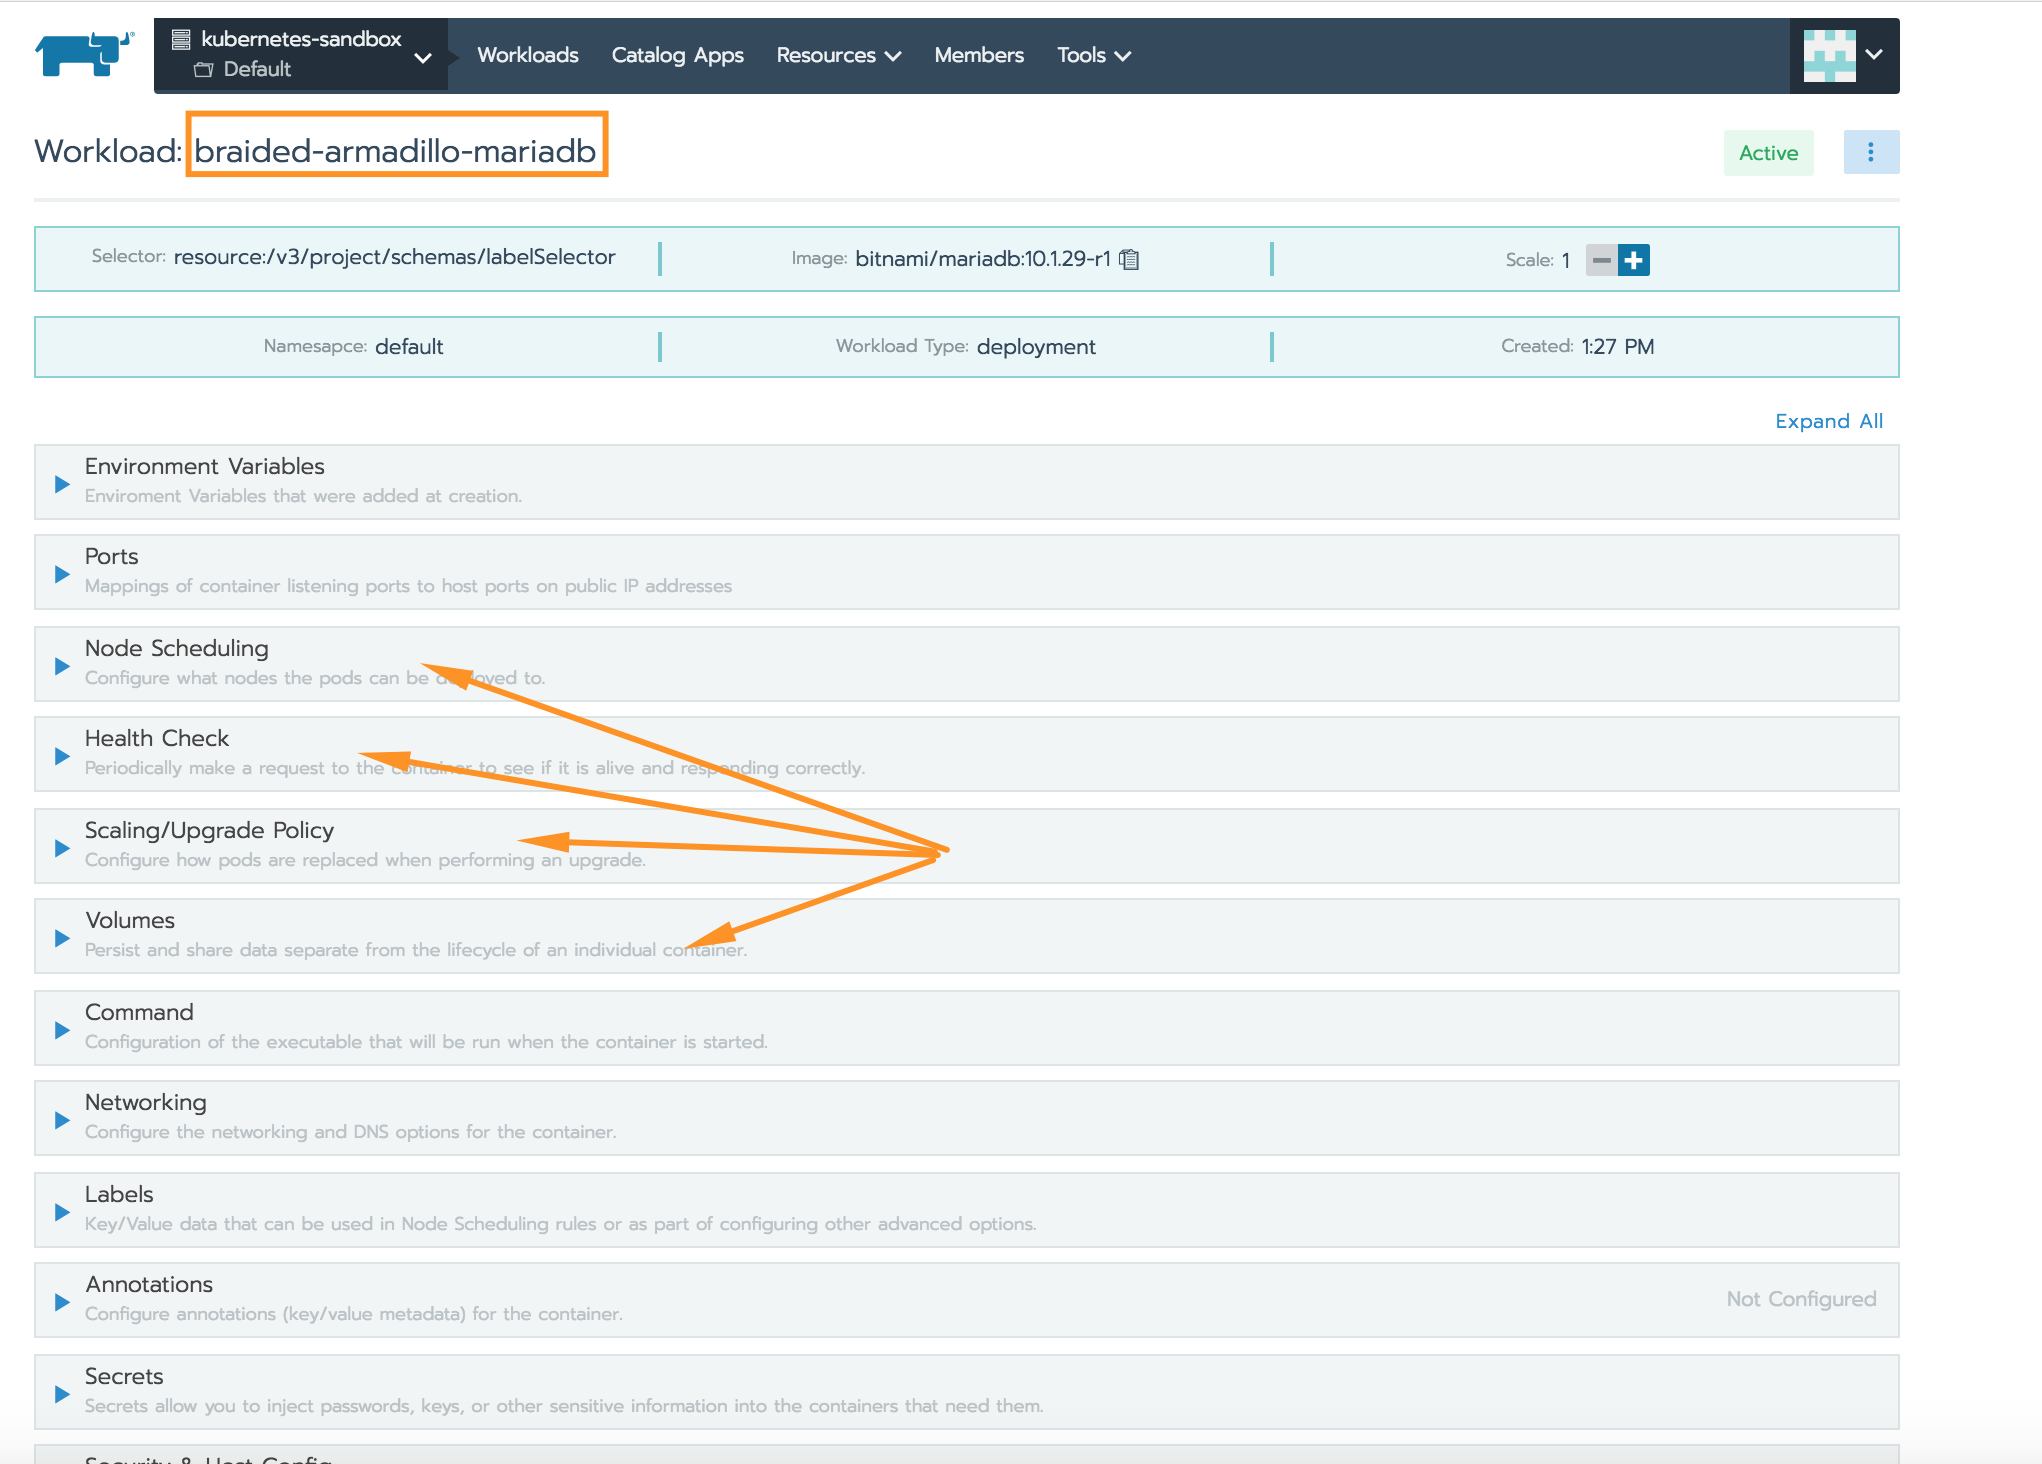 kubernetes-sandbox
Default
Workloads Catalog Apps Resources Members Tools
Workload: braided-armadillo-mariadb
Active
Selector: resource:/v3/project/schemas/labelSelector
Image: bitnami/mariadb:10.1.29-r1
Scale: 1
Namesapce: default
Workload Type: deployment
Created: 1:27 PM
Expand All
Environment Variables
Enviroment Variables that were added at creation.
Ports
Mappings of container listening ports to host ports on public IP addresses
Node Scheduling
Configure what nodes the pods can be deployed to.
Health Check
Periodically make a request to the container to see if it is alive and responding correctly.
Scaling/Upgrade Policy
Configure how pods are replaced when performing an upgrade.
Volumes
Persist and share data separate from the lifecycle of an individual container.
Command
Configuration of the executable that will be run when the container is started.
Networking
Configure the networking and DNS options for the container.
Labels
Key/Value data that can be used in Node Scheduling rules or as part of configuring other advanced options.
Annotations
Configure annotations (key/value metadata) for the container.
Not Configured
Secrets
Secrets allow you to inject passwords, keys, or other sensitive information into the containers that need them.
Security & Host Config